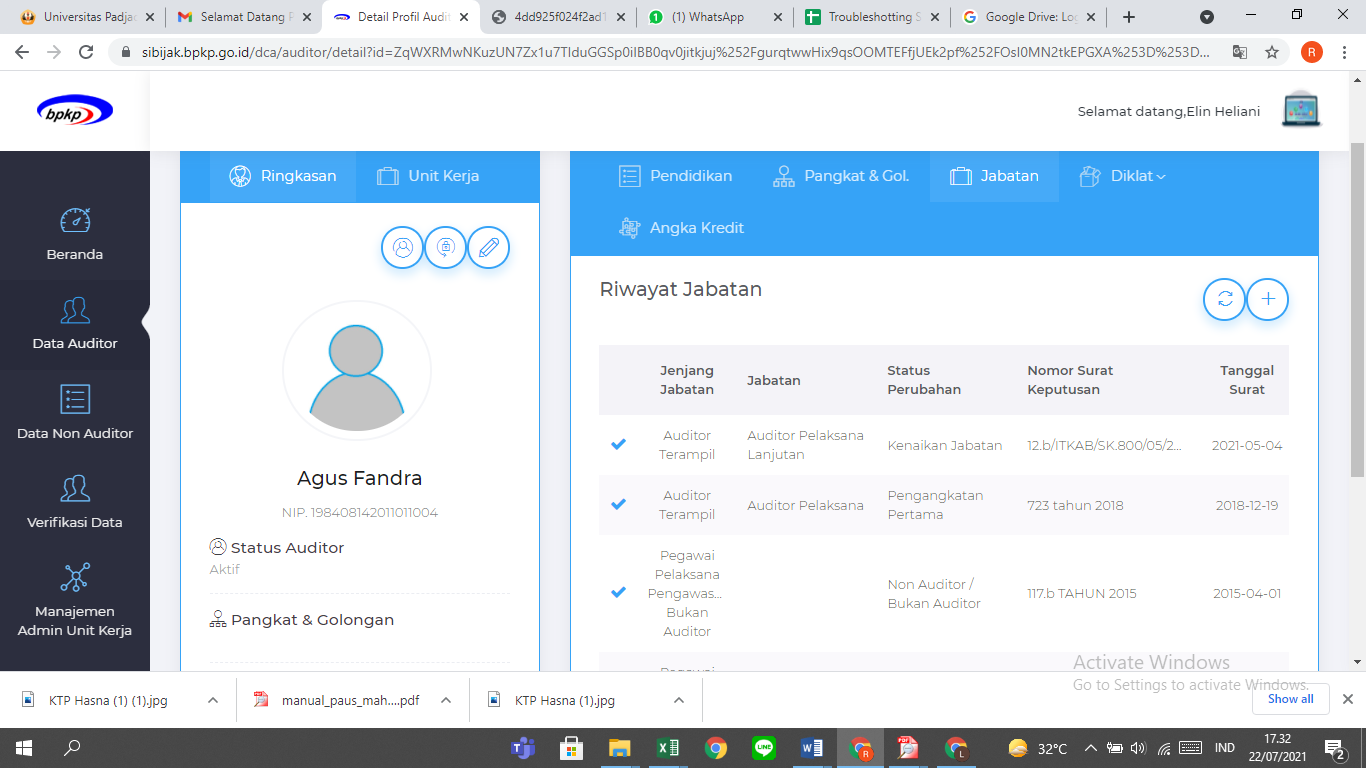 Universitas Padjad
Selamat Datang P
Detail Profil Audit
4dd925f024f2ad1
(1) WhatsApp
Troubleshotting S
Google Drive: Log
sibijak.bpkp.go.id/dca/auditor/detail?id=ZqWXRMwNKuzUN7Zx1u7TlduGGSp0iIBB0qv0jitkjuj%252FgurqtwwHix9qsOOMTEFfjUEk2pf%252FOsI0MN2tkEPGXA%253D%253D...
R
bpkp
Selamat datang,Elin Heliani
Beranda
Data Auditor
Data Non Auditor
Verifikasi Data
Manajemen
Admin Unit Kerja
Ringkasan
Unit Kerja
Agus Fandra
NIP. 198408142011011004
Status Auditor
Aktif
Pangkat & Golongan
Pendidikan
Pangkat & Gol.
Jabatan
Diklat
Angka Kredit
Riwayat Jabatan
Jenjang Jabatan
Jabatan
Status Perubahan
Nomor Surat Keputusan
Tanggal Surat
Auditor Terampil
Auditor Pelaksana Lanjutan
Kenaikan Jabatan
12.b/ITKAB/SK.800/05/2...
2021-05-04
Auditor Terampil
Auditor Pelaksana
Pengangkatan Pertama
723 tahun 2018
2018-12-19
Pegawai
Pelaksana
Pengawas...
Bukan
Auditor
Non Auditor /
Bukan Auditor
117.b TAHUN 2015
2015-04-01
Pegawai
Activate Windows
Go to Settings to activate Windows.
KTP Hasna (1) (1).jpg
manual_paus_mah....pdf
KTP Hasna (1).jpg
Show all
32°C
IND
17.32
22/07/2021
2